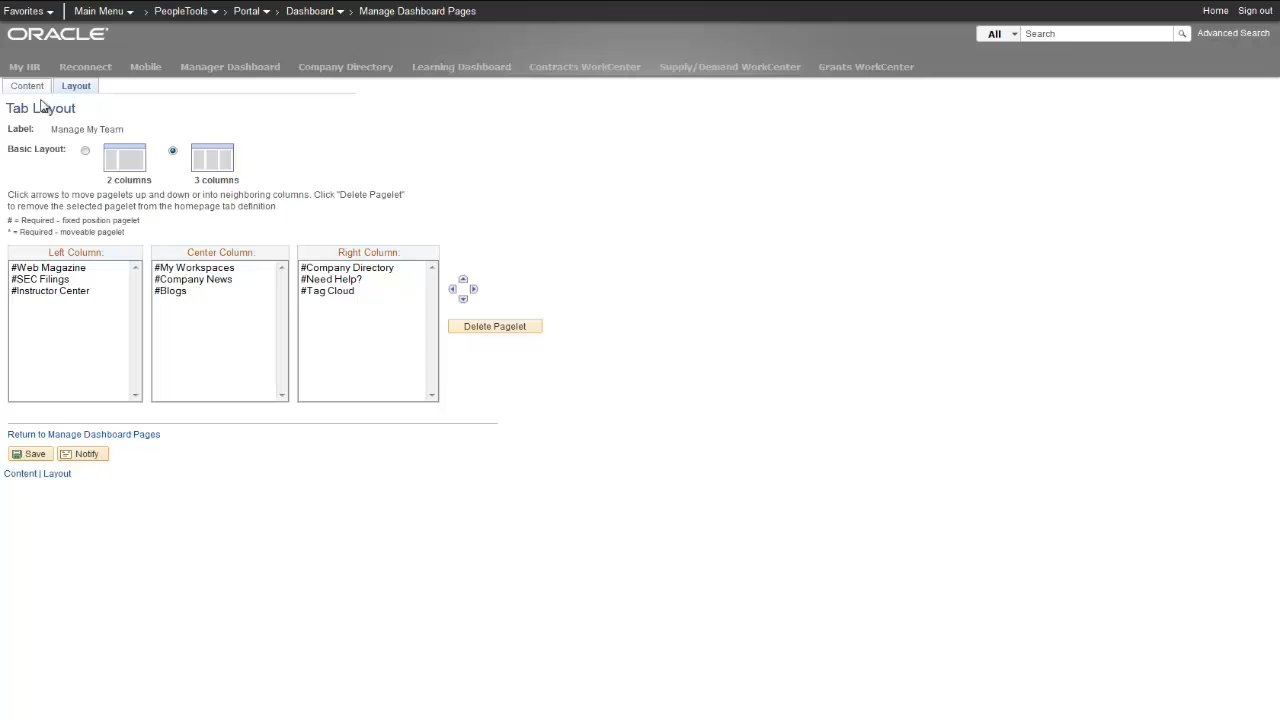 Favorites Main Menu > PeopleTools > Portal > Dashboard > Manage Dashboard Pages Home Sign out
ORACLE All Search Advanced Search
My HR Reconnect Mobile Manager Dashboard Company Directory Learning Dashboard Contracts WorkCenter Supply/Demand WorkCenter Grants WorkCenter
Content Layout
Tab Layout
Label: Manage My Team
Basic Layout:
2 columns 3 columns
Click arrows to move pagelets up and down or into neighboring columns. Click "Delete Pagelet"
to remove the selected pagelet from the homepage tab definition.
# = Required - fixed position pagelet
* = Required - moveable pagelet
Left Column: Center Column: Right Column:
#Web Magazine #My Workspaces #Company Directory
#SEC Filings #Company News #Need Help?
#Instructor Center #Blogs #Tag Cloud
Delete Pagelet
Return to Manage Dashboard Pages
Save Notify
Content | Layout